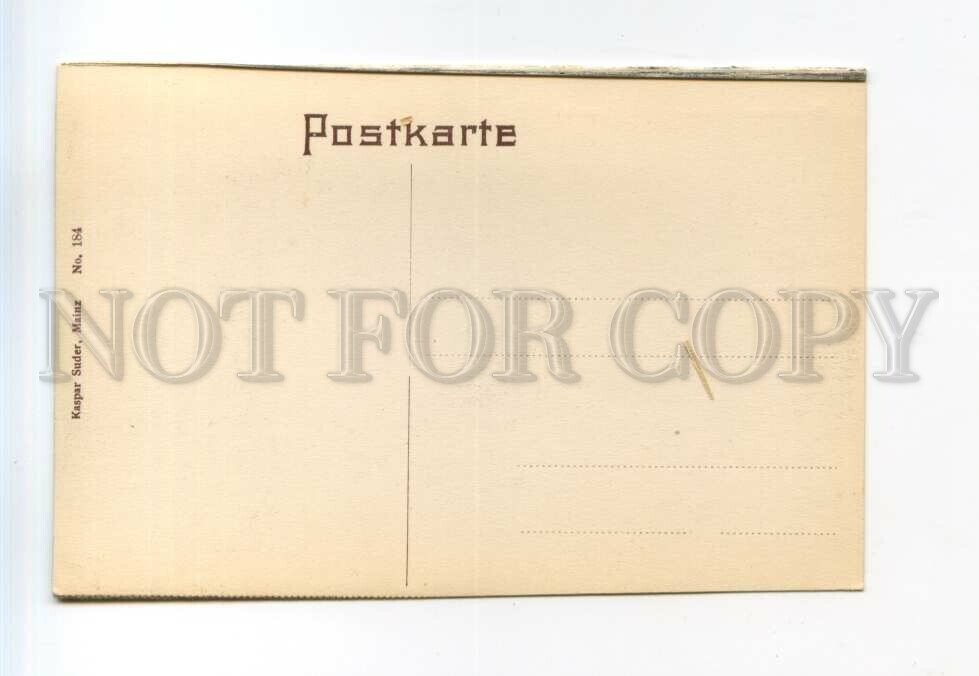 Postkarte
Kaspar Suder, Mainz No. 184
NOT FOR COPY